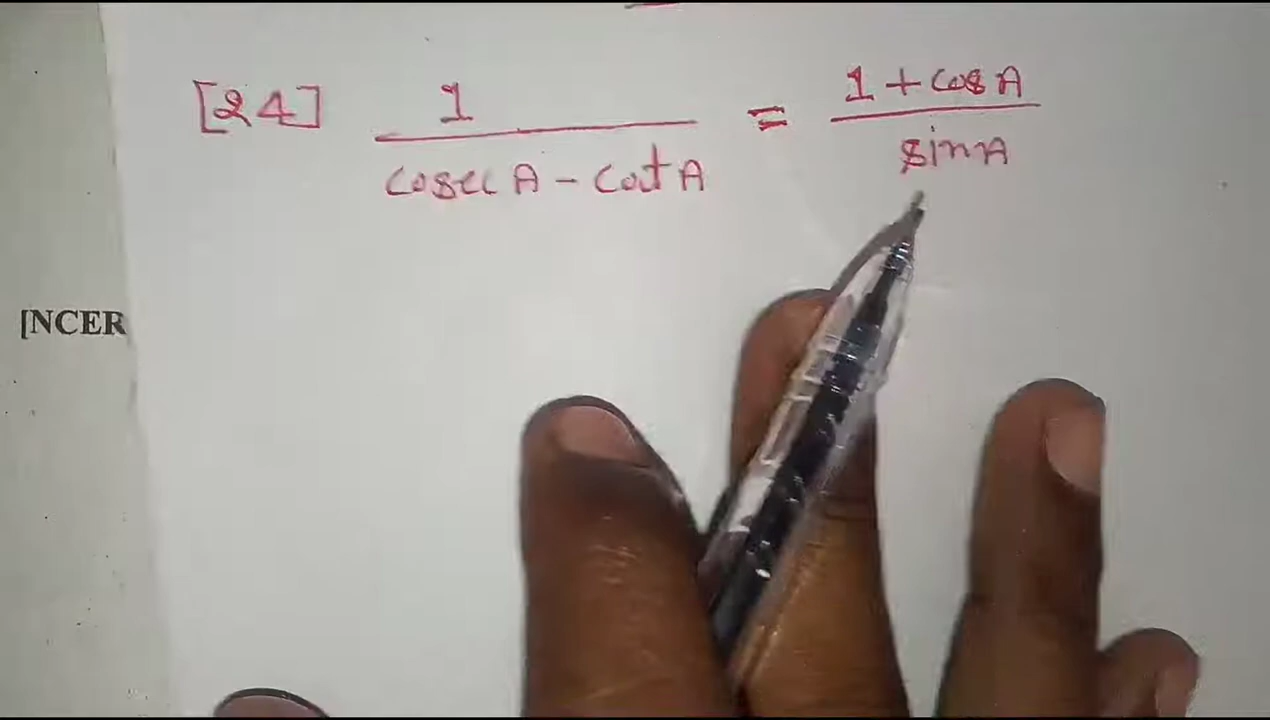 [24] 1 / cosec A - cot A = 1 + cos A / sin A
[NCER